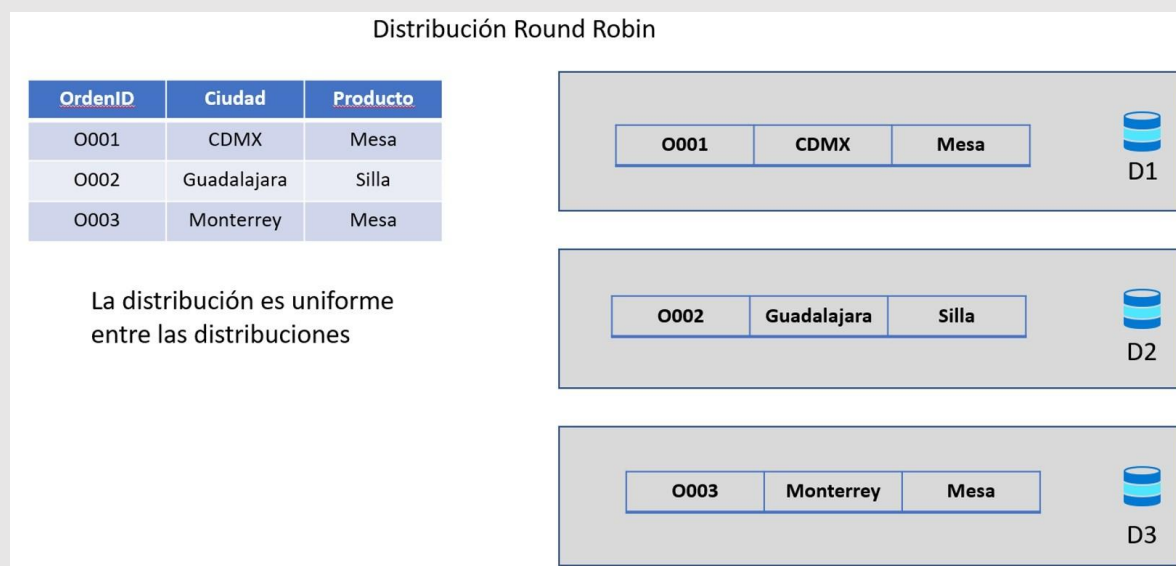 Distribución Round Robin
OrdenID Ciudad Producto
O001 CDMX Mesa
O002 Guadalajara Silla
O003 Monterrey Mesa
La distribución es uniforme
entre las distribuciones
O001 CDMX Mesa
D1
O002 Guadalajara Silla
D2
O003 Monterrey Mesa
D3